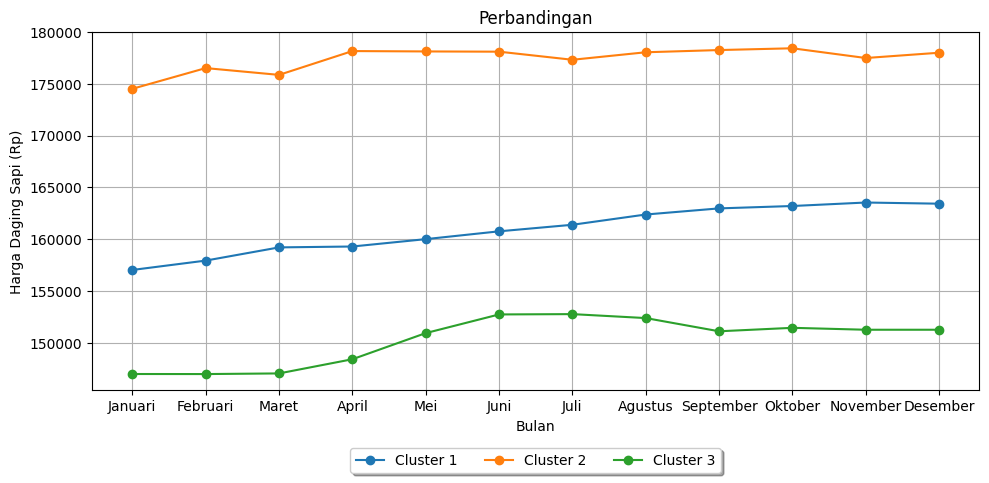 Perbandingan
Harga Daging Sapi (Rp)
180000
175000
170000
165000
160000
155000
150000
Januari Februari Maret April Mei Juni Juli Agustus September Oktober November Desember
Bulan
Cluster 1 Cluster 2 Cluster 3